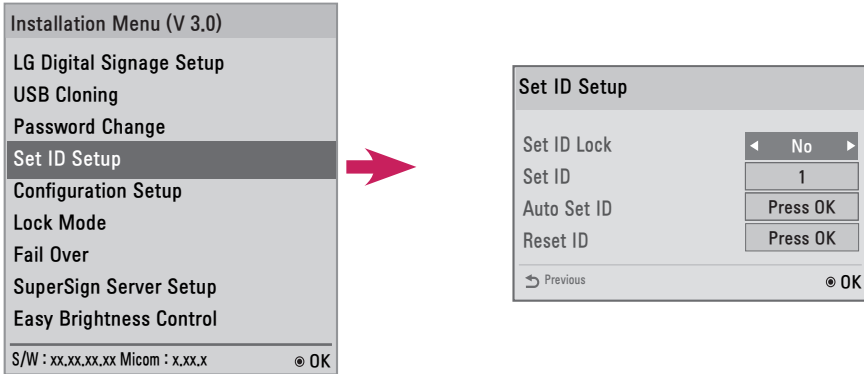 Installation Menu (V 3.0)
LG Digital Signage Setup
USB Cloning
Password Change
Set ID Setup
Configuration Setup
Lock Mode
Fail Over
SuperSign Server Setup
Easy Brightness Control
S/W : xx.xx.xx.xx Micom : x.xx.x ◉ OK
Set ID Setup
Set ID Lock ◀ No ▶
Set ID 1
Auto Set ID Press OK
Reset ID Press OK
Previous ◉ OK